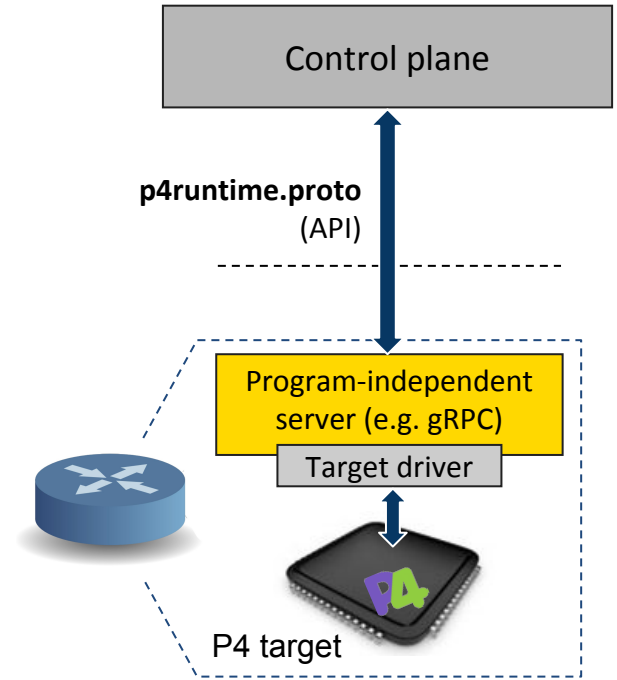 Control plane
p4runtime.proto
(API)
Program-independent
server (e.g. gRPC)
Target driver
P4
P4 target